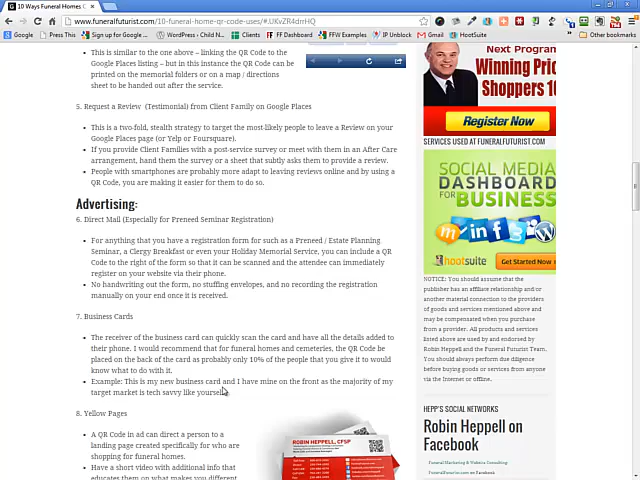 10 Ways Funeral Homes C
www.funeralfuturist.com/10-funeral-home-qr-code-uses/#.UKvZR4drrHQ
Google
Press This
Sign up for Google ...
WordPress / Child N...
Clients
FF Dashboard
FFW Examples
IP Unblock
Gmail
HootSuite
Other bookmarks
This is similar to the one above – linking the QR Code to the
Google Places listing – but in this instance the QR Code can be
printed on the memorial folders or on a map / directions
sheet to be handed out after the service.
5. Request a Review (Testimonial) from Client Family on Google Places
This is a two-fold, stealth strategy to target the most likely people to leave a Review on your
Google Places page (or Yelp or Foursquare).
If you provide Client Families with a post-service survey or meet with them in an After Care
arrangement, hand them the survey or a sheet that subtly asks them to provide a review.
People with smartphones are probably more adapt to leaving reviews online and by using a
QR Code, you are making it easier for them to do so.
Advertising:
6. Direct Mail (Especially for Preneed Seminar Registration)
For anything that you have a registration form for such as a Preneed / Estate Planning
Seminar, a Clergy Breakfast or even your Holiday Memorial Service, you can include a QR
Code to the right of the form so that it can be scanned and the attendee can immediately
register on your website via their phone.
No handwriting out the form, no stuffing envelopes, and no recording the registration
manually on your end once it is received.
7. Business Cards
The receiver of the business card can quickly scan the card and have all the details added to
their phone. I would recommend that for funeral homes and cemeteries, the QR Code be
placed on the back of the card as probably only 10% of the people that you give it to would
know what to do with it.
Example: This is my new business card and I have mine on the front as the majority of my
target market is tech savvy like yourself.
8. Yellow Pages
A QR Code in ad can direct a person to a
landing page created specifically for who are
shopping for funeral homes.
Have a short video with additional info that
educates them on what makes you different
ROBIN HEPPELL, CFSP
Next Program
Winning Pric
Shoppers 10
Register Now
SERVICES USED AT FUNERALFUTURIST.COM
SOCIAL MEDIA
DASHBOARD
FOR BUSINESS
hootsuite
Get Started Now
NOTICE: You should assume that the
publisher has an affiliate relationship and/or
another material connection to the providers
of goods and services mentioned above and
may be compensated when you purchase
from a provider. All products and services
listed above are used by and endorsed by
Robin Heppell and the Funeral Futurist Team,
You should always perform due diligence
before buying goods or services from anyone
via the Internet or offline.
HEPP'S SOCIAL NETWORKS
Robin Heppell on
Facebook
Funeral Marketing & Website Consulting:
FuneralFuturist.com on Facebook